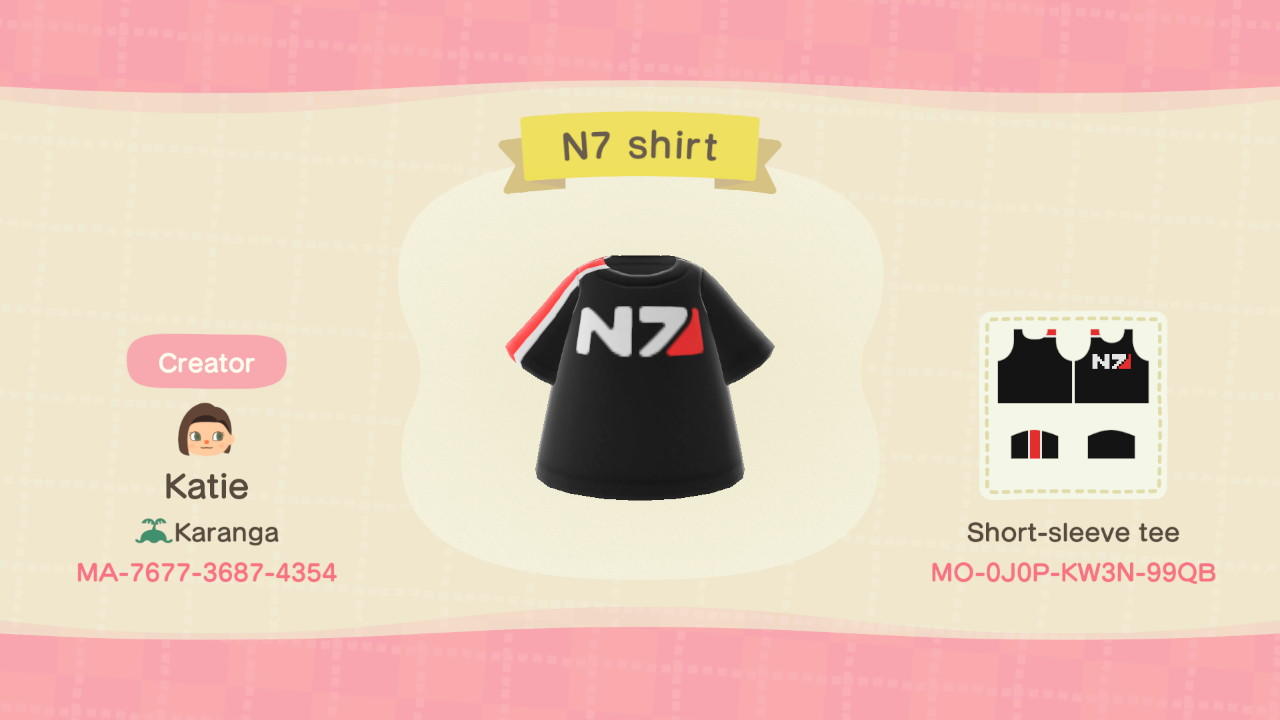 N7 shirt
N7
N7
Creator
Katie
Karanga
MA-7677-3687-4354
Short-sleeve tee
MO-0J0P-KW3N-99QB